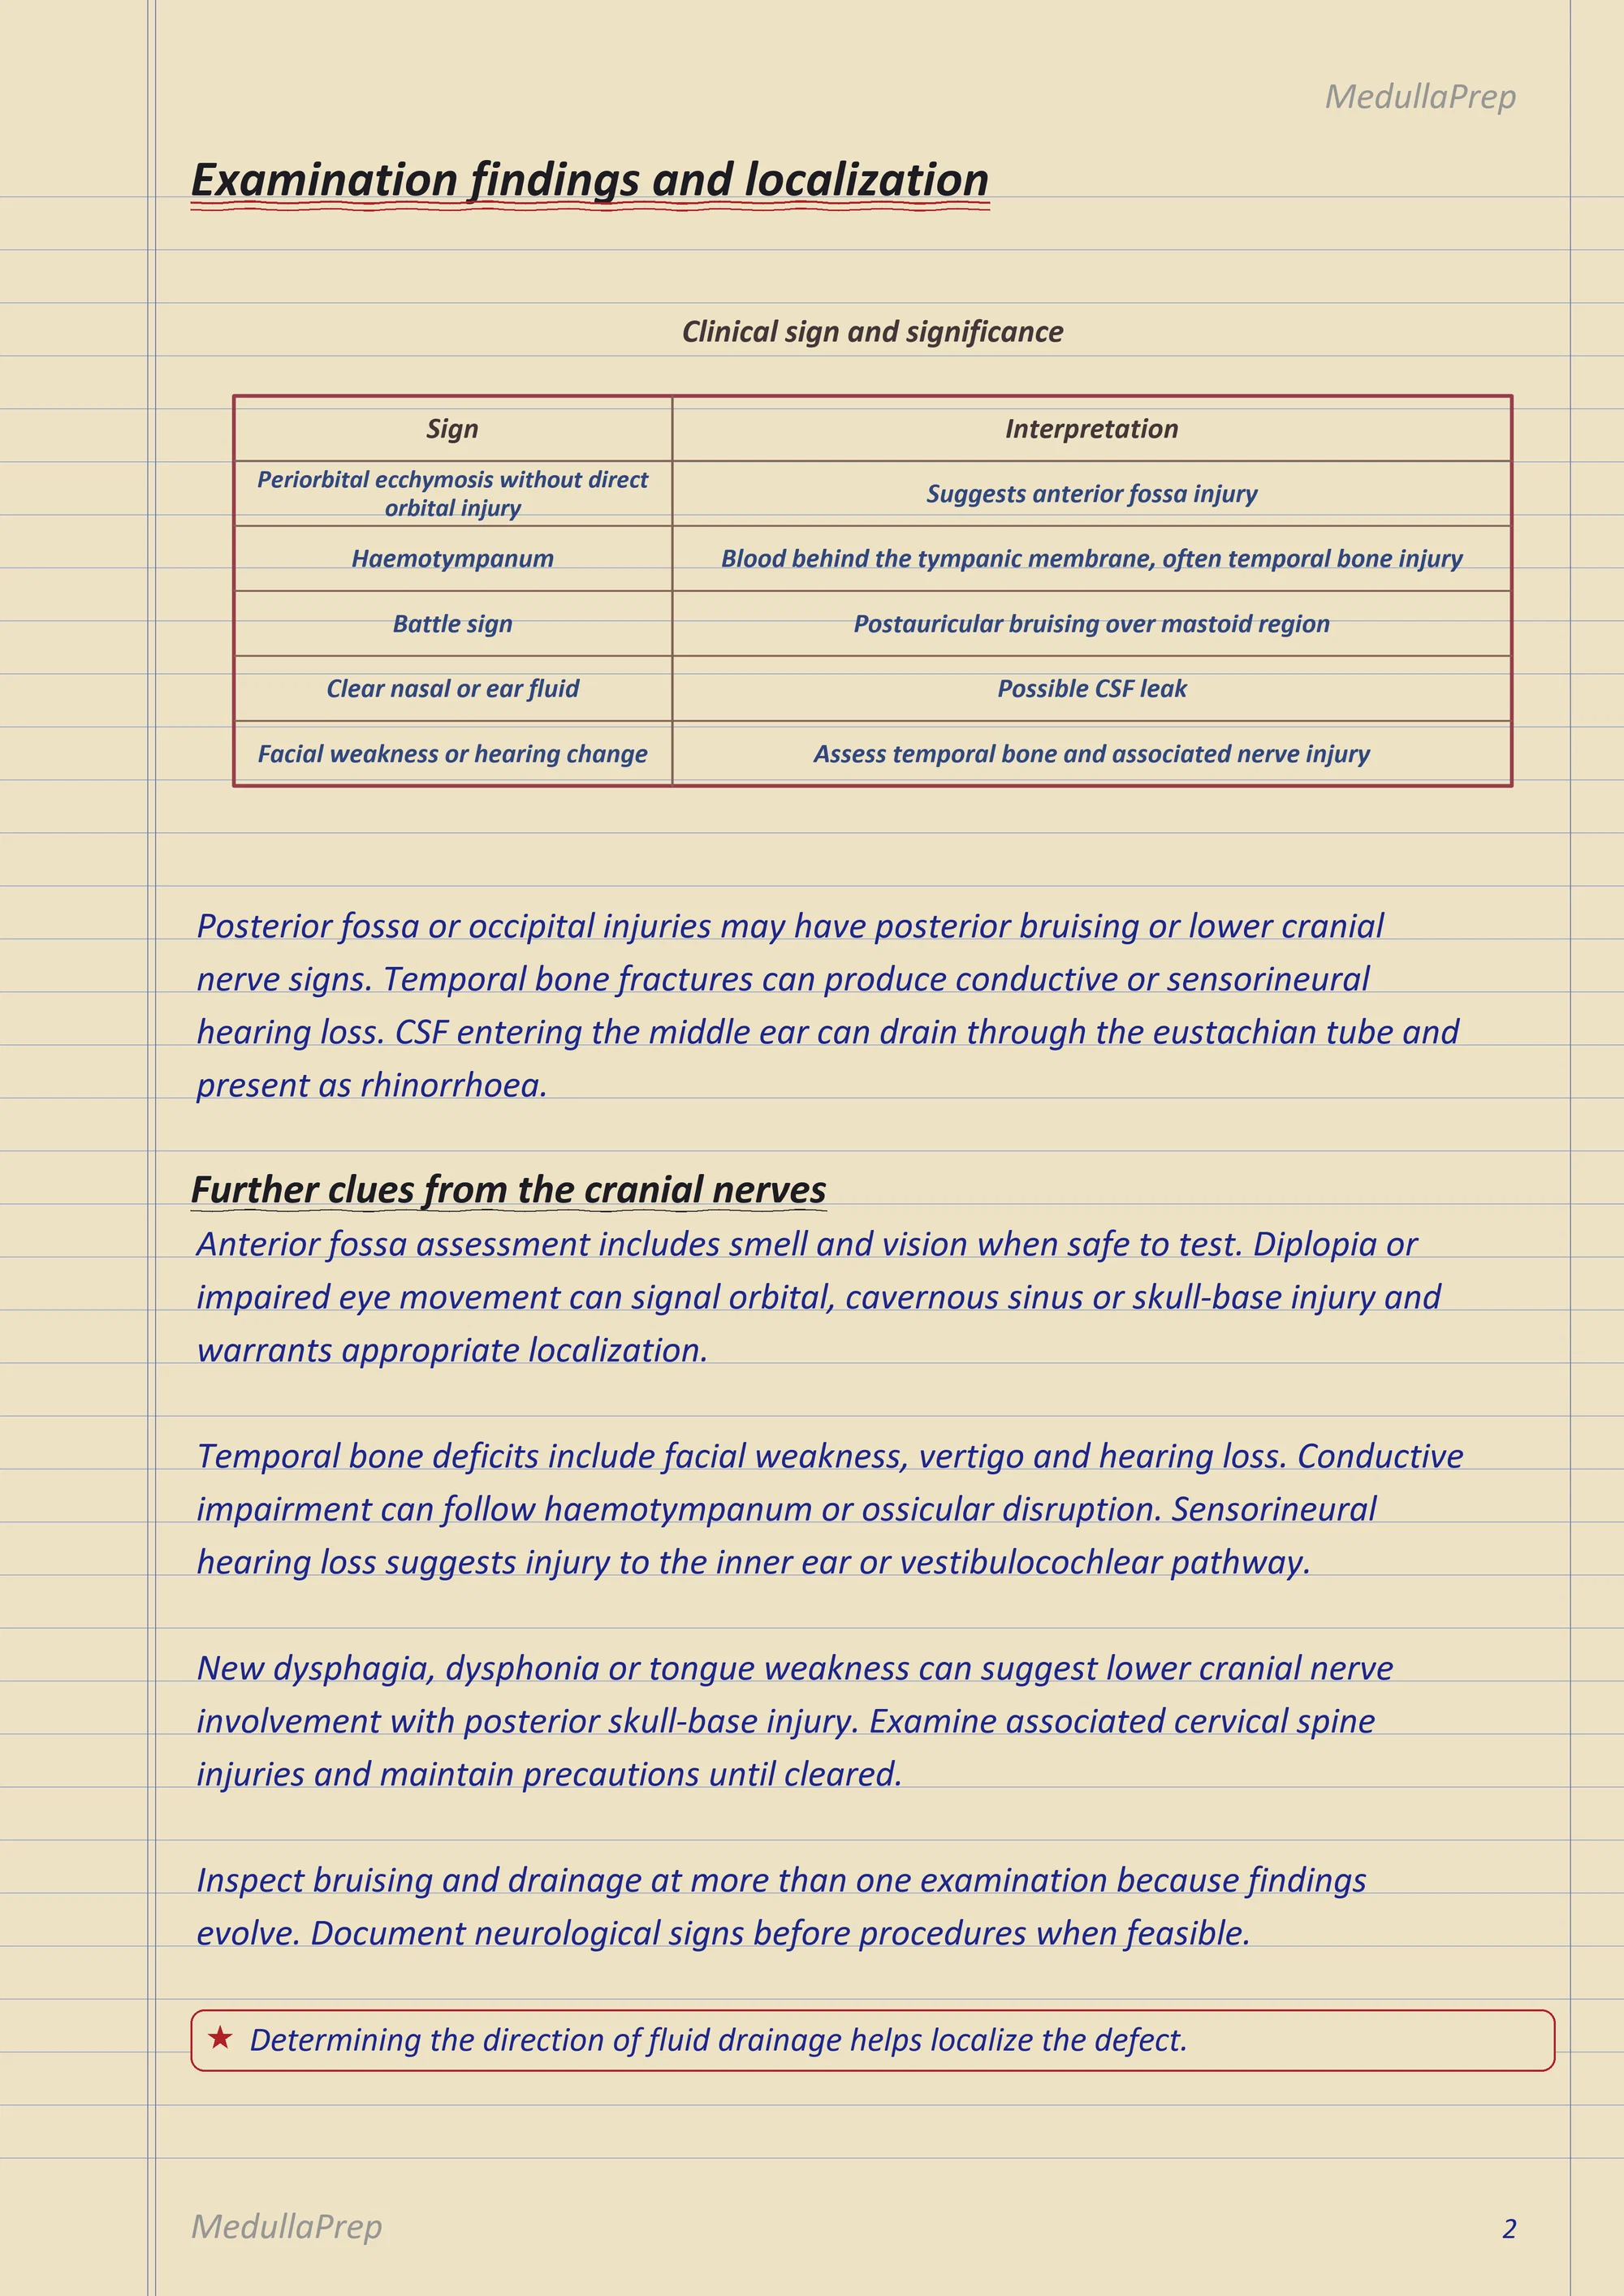 MedullaPrep
Examination findings and localization
Clinical sign and significance
Sign
Interpretation
Periorbital ecchymosis without direct
orbital injury
Suggests anterior fossa injury
Haemotympanum
Blood behind the tympanic membrane, often temporal bone injury
Battle sign
Postauricular bruising over mastoid region
Clear nasal or ear fluid
Possible CSF leak
Facial weakness or hearing change
Assess temporal bone and associated nerve injury
Posterior fossa or occipital injuries may have posterior bruising or lower cranial
nerve signs. Temporal bone fractures can produce conductive or sensorineural
hearing loss. CSF entering the middle ear can drain through the eustachian tube and
present as rhinorrhoea.
Further clues from the cranial nerves
Anterior fossa assessment includes smell and vision when safe to test. Diplopia or
impaired eye movement can signal orbital, cavernous sinus or skull-base injury and
warrants appropriate localization.
Temporal bone deficits include facial weakness, vertigo and hearing loss. Conductive
impairment can follow haemotympanum or ossicular disruption. Sensorineural
hearing loss suggests injury to the inner ear or vestibulocochlear pathway.
New dysphagia, dysphonia or tongue weakness can suggest lower cranial nerve
involvement with posterior skull-base injury. Examine associated cervical spine
injuries and maintain precautions until cleared.
Inspect bruising and drainage at more than one examination because findings
evolve. Document neurological signs before procedures when feasible.
★ Determining the direction of fluid drainage helps localize the defect.
MedullaPrep
2